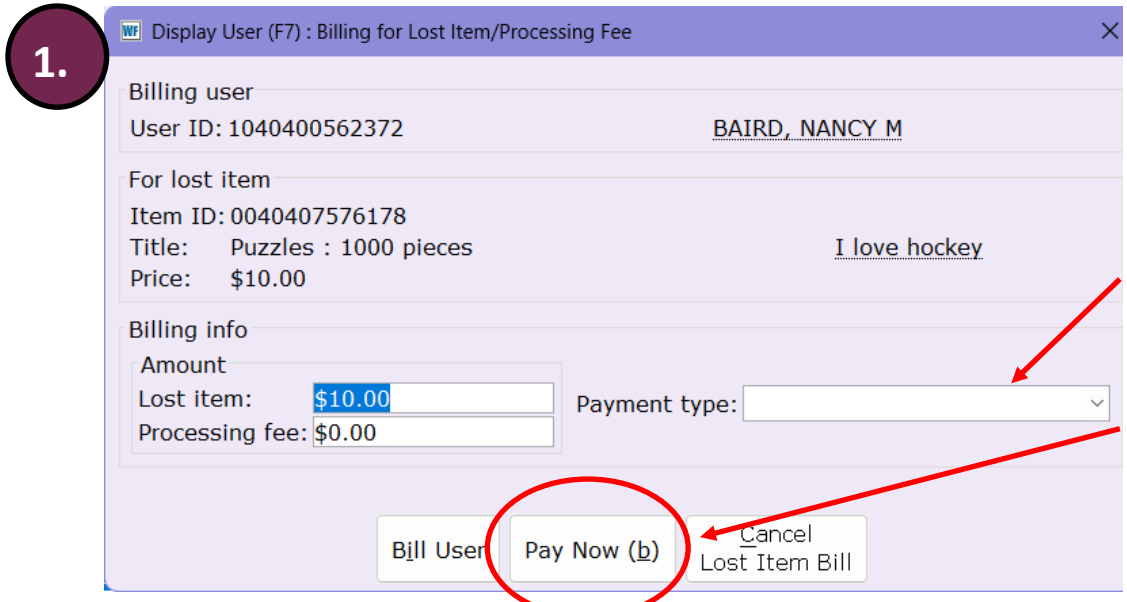 1.
WF Display User (F7) : Billing for Lost Item/Processing Fee
Billing user
User ID: 1040400562372 BAIRD, NANCY M
For lost item
Item ID: 0040407576178
Title: Puzzles : 1000 pieces I love hockey
Price: $10.00
Billing info
Amount
Lost item: $10.00 Payment type:
Processing fee: $0.00
Bill User Pay Now (b) Cancel
Lost Item Bill